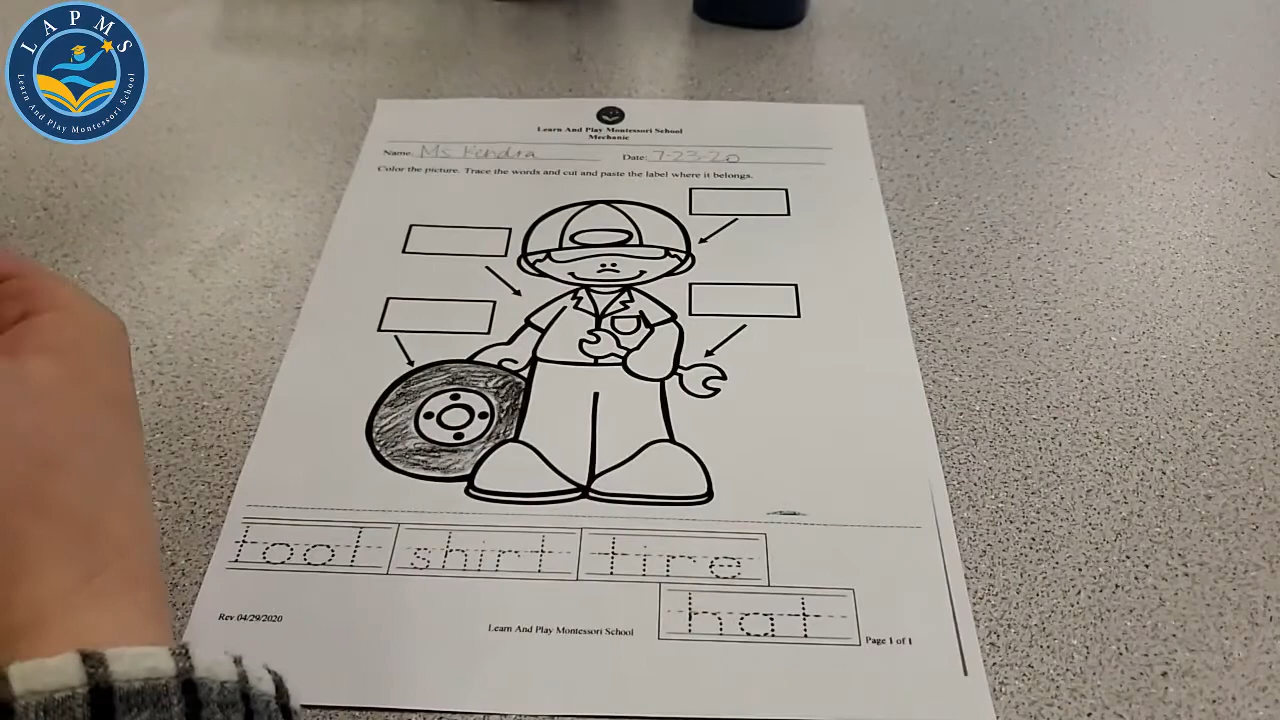 LAPMS
Learn And Play Montessori School
Learn And Play Montessori School
Mechanic
Name: Ms. Kendra Date: 7-23-20
Color the picture. Trace the words and cut and paste the label where it belongs.
tool shirt tire
hat
Rev.04/29/2020 Learn And Play Montessori School Page 1 of 1